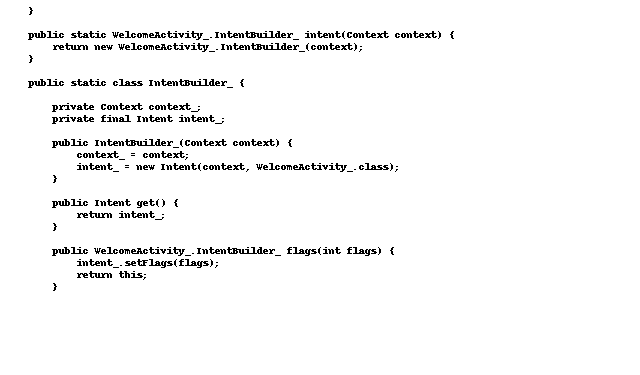 }
public static WelcomeActivity_.IntentBuilder_ intent(Context context) {
return new WelcomeActivity_.IntentBuilder_(context);
}
public static class IntentBuilder_ {
private Context context_;
private final Intent intent_;
public IntentBuilder_(Context context) {
context_ = context;
intent_ = new Intent(context, WelcomeActivity_.class);
}
public Intent get() {
return intent_;
}
public WelcomeActivity_.IntentBuilder_ flags(int flags) {
intent_.setFlags(flags);
return this;
}